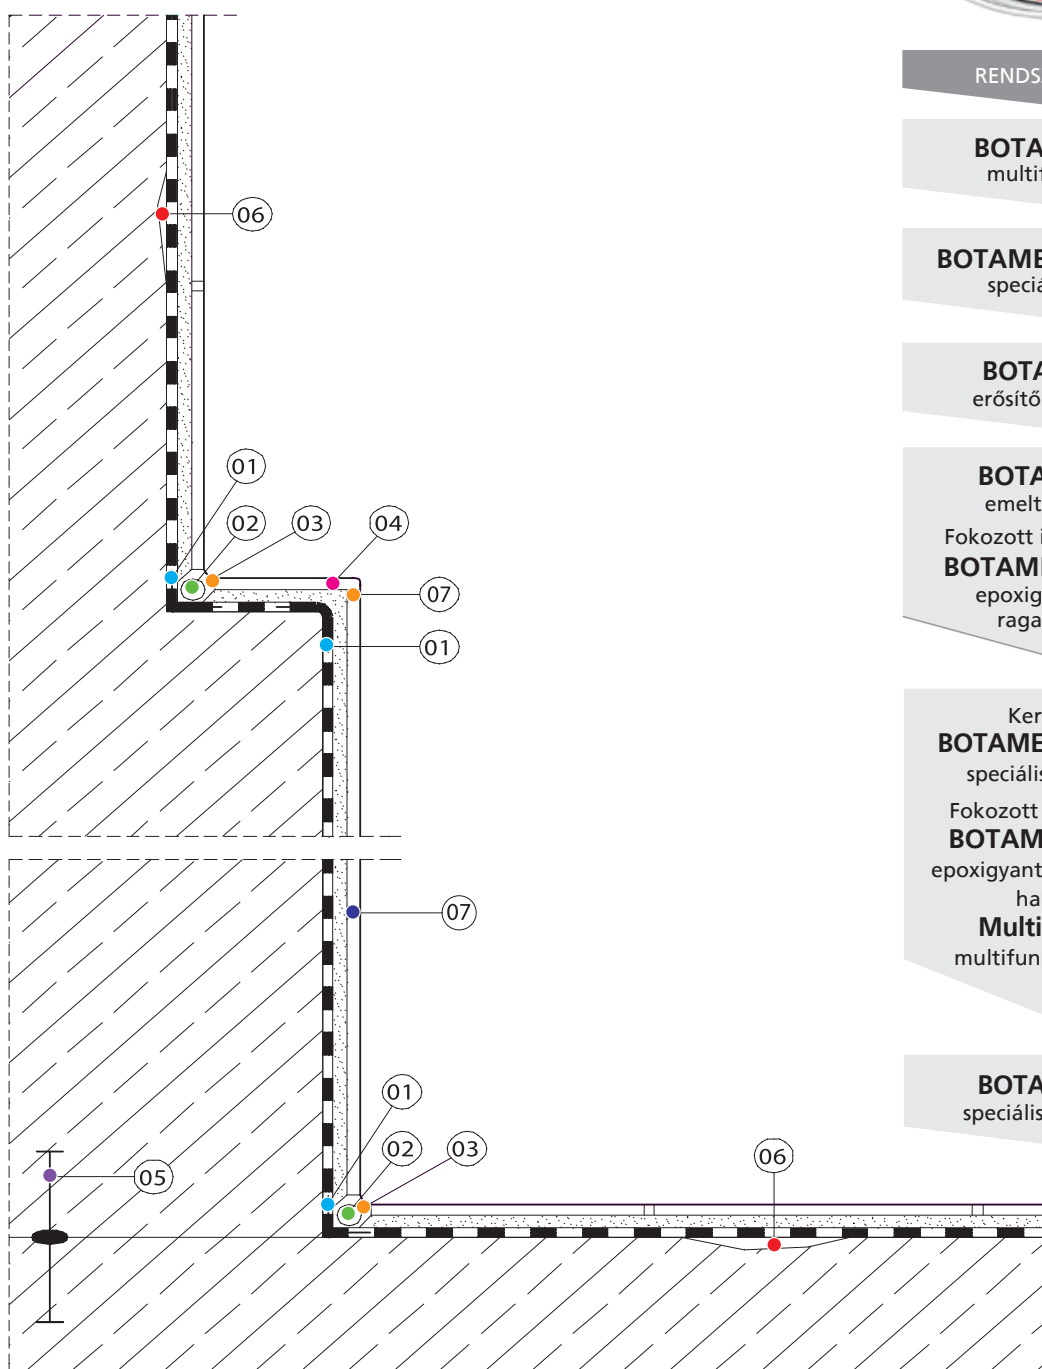 RENDS
BOTA
multif
BOTAME
speciá
BOTA
erősítő
BOTA
emelt
Fokozott i
BOTAM
epoxig
raga
Ker
BOTAME
speciális
Fokozott
BOTAM
epoxigyant
ha
Multi
multifun
BOTA
speciális
06
01
02
03
04
07
01
07
01
02
03
06
05